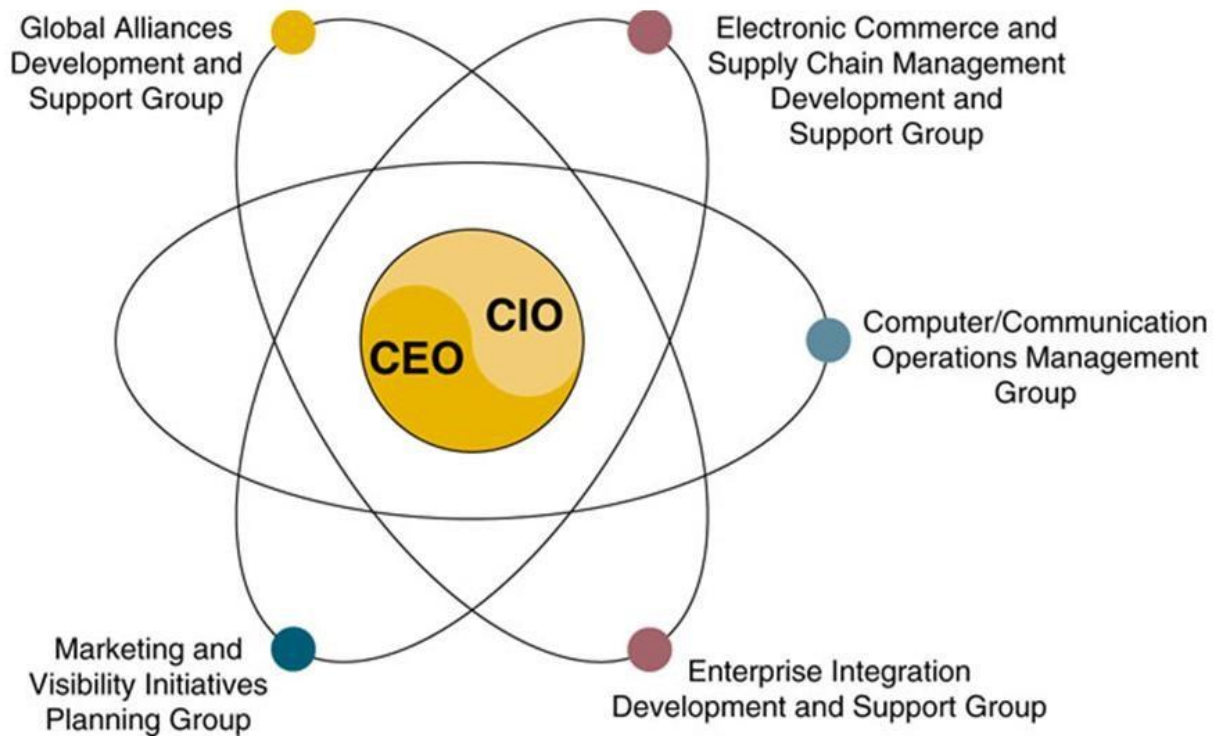 Global Alliances
Development and
Support Group
Electronic Commerce and
Supply Chain Management
Development and
Support Group
CIO
CEO
Computer/Communication
Operations Management
Group
Marketing and
Visibility Initiatives
Planning Group
Enterprise Integration
Development and Support Group